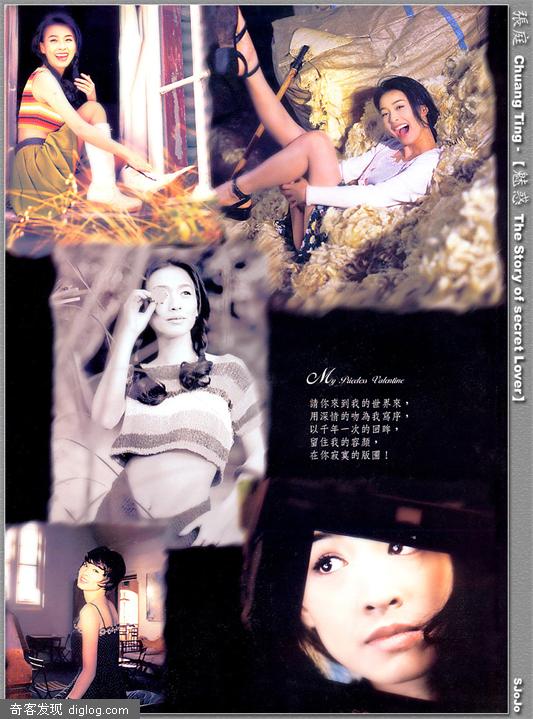 My Priceless Valentine
請你來到我的世界來，
用深情的吻為我寫序，
以千年一次的回眸，
留住我的容顏，
在你寂寞的版圖！
張庭 Chuang Ting - [ 魅惑 The Story of secret Lover]
SJoJo
奇客发现 diglog.com